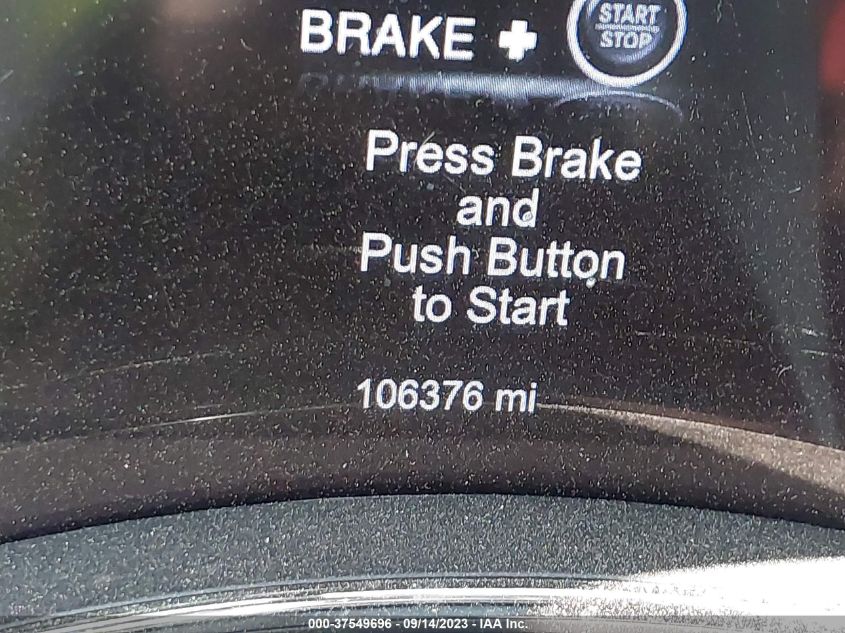 BRAKE + START
STOP
Press Brake
and
Push Button
to Start
106376 mi
000-37549696 - 09/14/2023 - IAA Inc.